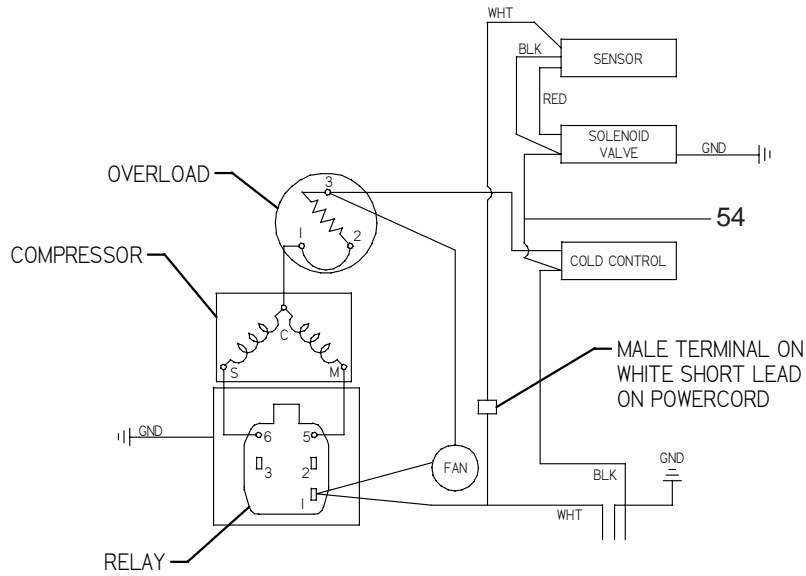 WHT
BLK
SENSOR
RED
SOLENOID
VALVE
GND
OVERLOAD
3
54
1
2
COMPRESSOR
COLD CONTROL
C
S
M
MALE TERMINAL ON
WHITE SHORT LEAD
ON POWERCORD
GND
6
5
3
2
FAN
GND
BLK
1
WHT
RELAY